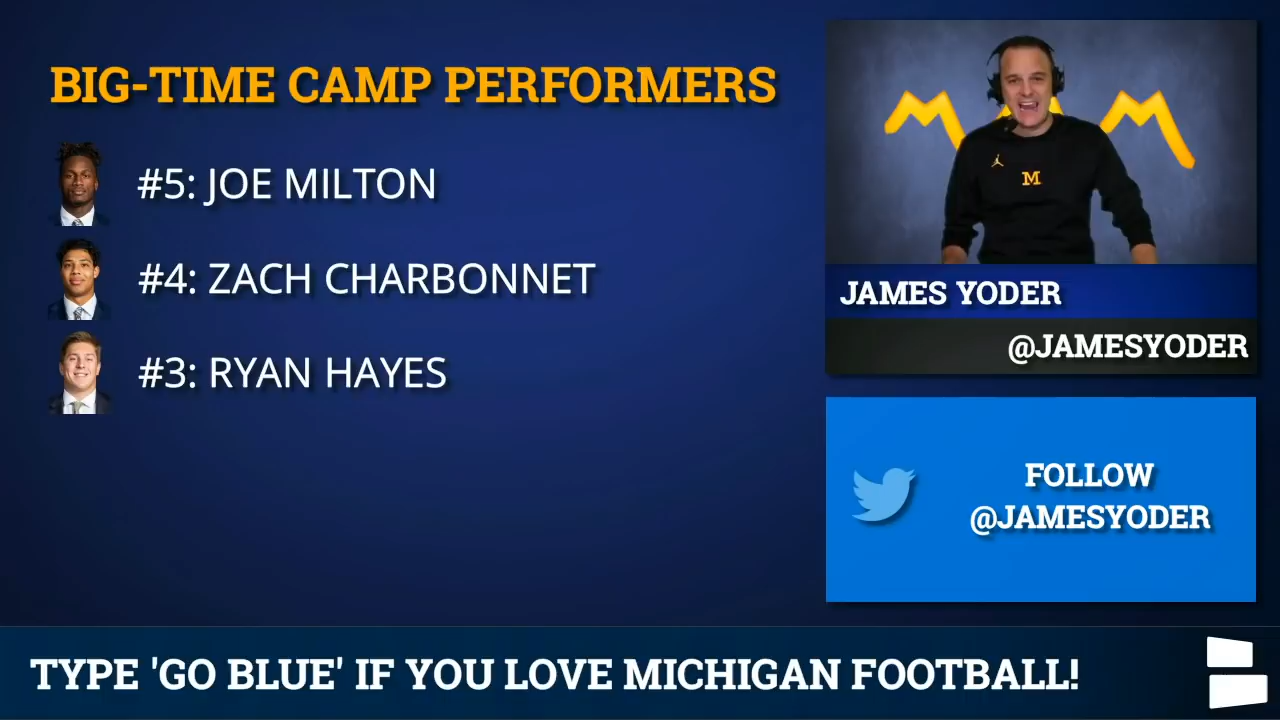 BIG-TIME CAMP PERFORMERS
#5: JOE MILTON
#4: ZACH CHARBONNET
#3: RYAN HAYES
M
JAMES YODER
@JAMESYODER
FOLLOW
@JAMESYODER
TYPE 'GO BLUE' IF YOU LOVE MICHIGAN FOOTBALL!